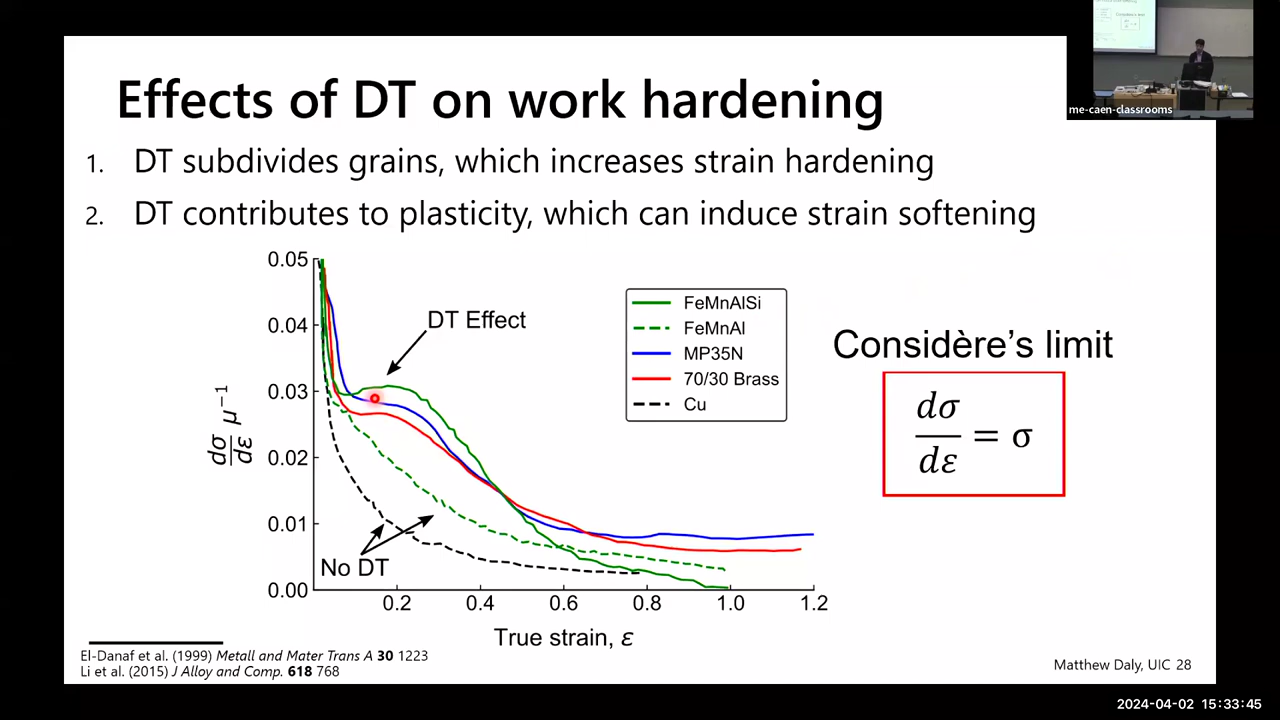 Effects of DT on work hardening
me-caen-classrooms
1. DT subdivides grains, which increases strain hardening
2. DT contributes to plasticity, which can induce strain softening
0.05
0.04
0.03
0.02
0.01
0.00
dσ/dε μ⁻¹
DT Effect
No DT
FeMnAlSi
FeMnAl
MP35N
70/30 Brass
Cu
0.2 0.4 0.6 0.8 1.0 1.2
True strain, ε
Considère's limit
dσ/dε = σ
El-Danaf et al. (1999) Metall and Mater Trans A 30 1223
Li et al. (2015) J Alloy and Comp. 618 768
Matthew Daly, UIC 28
2024-04-02 15:33:45